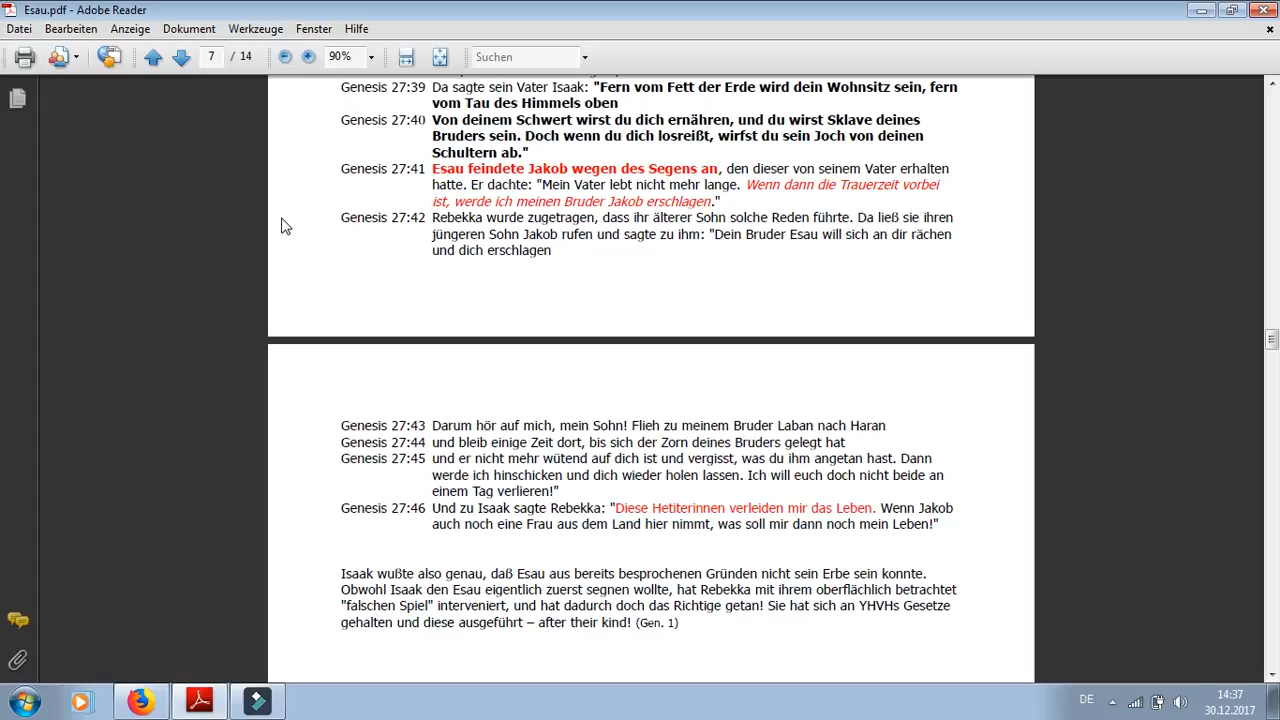 Esau.pdf - Adobe Reader
Datei Bearbeiten Anzeige Dokument Werkzeuge Fenster Hilfe
7 / 14 90% Suchen
Genesis 27:39 Da sagte sein Vater Isaak: "Fern vom Fett der Erde wird dein Wohnsitz sein, fern
vom Tau des Himmels oben
Genesis 27:40 Von deinem Schwert wirst du dich ernähren, und du wirst Sklave deines
Bruders sein. Doch wenn du dich losreißt, wirfst du sein Joch von deinen
Schultern ab."
Genesis 27:41 Esau feindete Jakob wegen des Segens an, den dieser von seinem Vater erhalten
hatte. Er dachte: "Mein Vater lebt nicht mehr lange. Wenn dann die Trauerzeit vorbei
ist, werde ich meinen Bruder Jakob erschlagen."
Genesis 27:42 Rebekka wurde zugetragen, dass ihr älterer Sohn solche Reden führte. Da ließ sie ihren
jüngeren Sohn Jakob rufen und sagte zu ihm: "Dein Bruder Esau will sich an dir rächen
und dich erschlagen
Genesis 27:43 Darum hör auf mich, mein Sohn! Flieh zu meinem Bruder Laban nach Haran
Genesis 27:44 und bleib einige Zeit dort, bis sich der Zorn deines Bruders gelegt hat
Genesis 27:45 und er nicht mehr wütend auf dich ist und vergisst, was du ihm angetan hast. Dann
werde ich hinschicken und dich wieder holen lassen. Ich will euch doch nicht beide an
einem Tag verlieren!"
Genesis 27:46 Und zu Isaak sagte Rebekka: "Diese Hetiterinnen verleiden mir das Leben. Wenn Jakob
auch noch eine Frau aus dem Land hier nimmt, was soll mir dann noch mein Leben!"
Isaak wußte also genau, daß Esau aus bereits besprochenen Gründen nicht sein Erbe sein konnte.
Obwohl Isaak den Esau eigentlich zuerst segnen wollte, hat Rebekka mit ihrem oberflächlich betrachtet
"falschen Spiel" interveniert, und hat dadurch doch das Richtige getan! Sie hat sich an YHVHs Gesetze
gehalten und diese ausgeführt – after their kind! (Gen. 1)
DE 14:37
30.12.2017